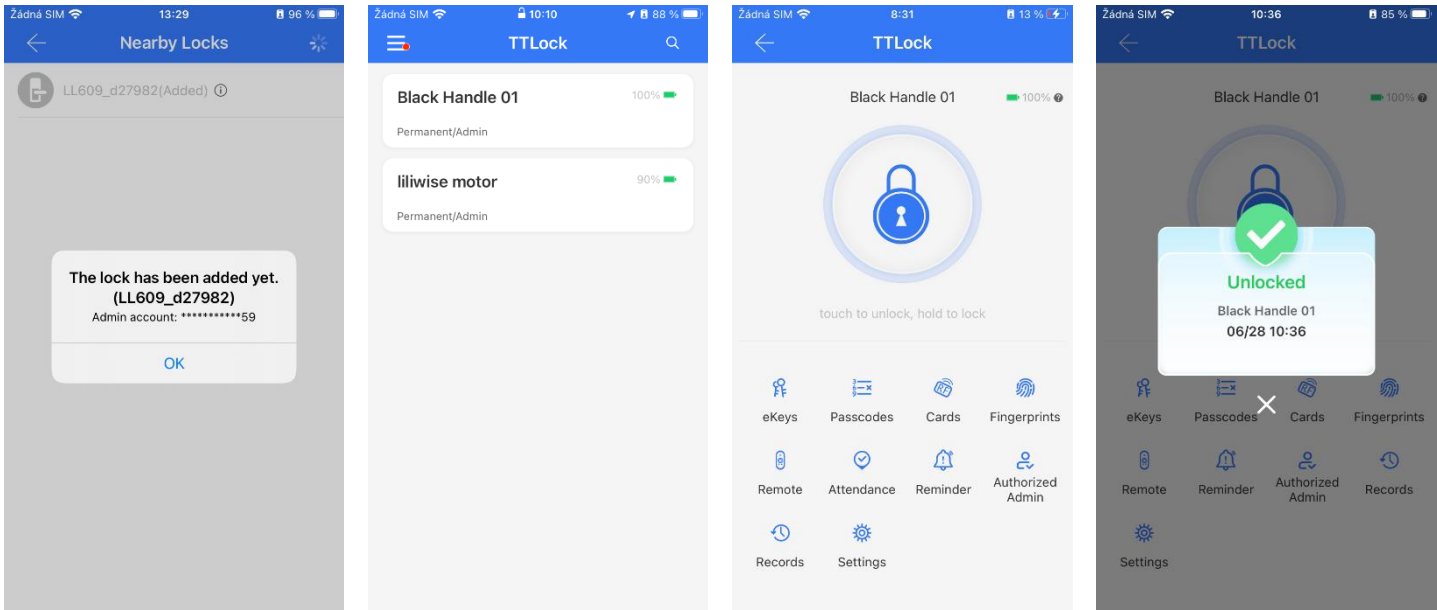 Žádná SIM 13:29 96 %
Nearby Locks
LL609_d27982(Added)
The lock has been added yet.
(LL609_d27982)
Admin account: ***********59
OK
Žádná SIM 10:10 88 %
TTLock
Black Handle 01 100%
Permanent/Admin
liliwise motor 90%
Permanent/Admin
Žádná SIM 8:31 13 %
TTLock
Black Handle 01 100%
touch to unlock, hold to lock
eKeys Passcodes Cards Fingerprints
Remote Attendance Reminder Authorized
Admin
Records Settings
Žádná SIM 10:36 85 %
TTLock
Black Handle 01 100%
Unlocked
Black Handle 01
06/28 10:36
eKeys Passcodes Cards Fingerprints
Remote Reminder Authorized
Admin Records
Settings